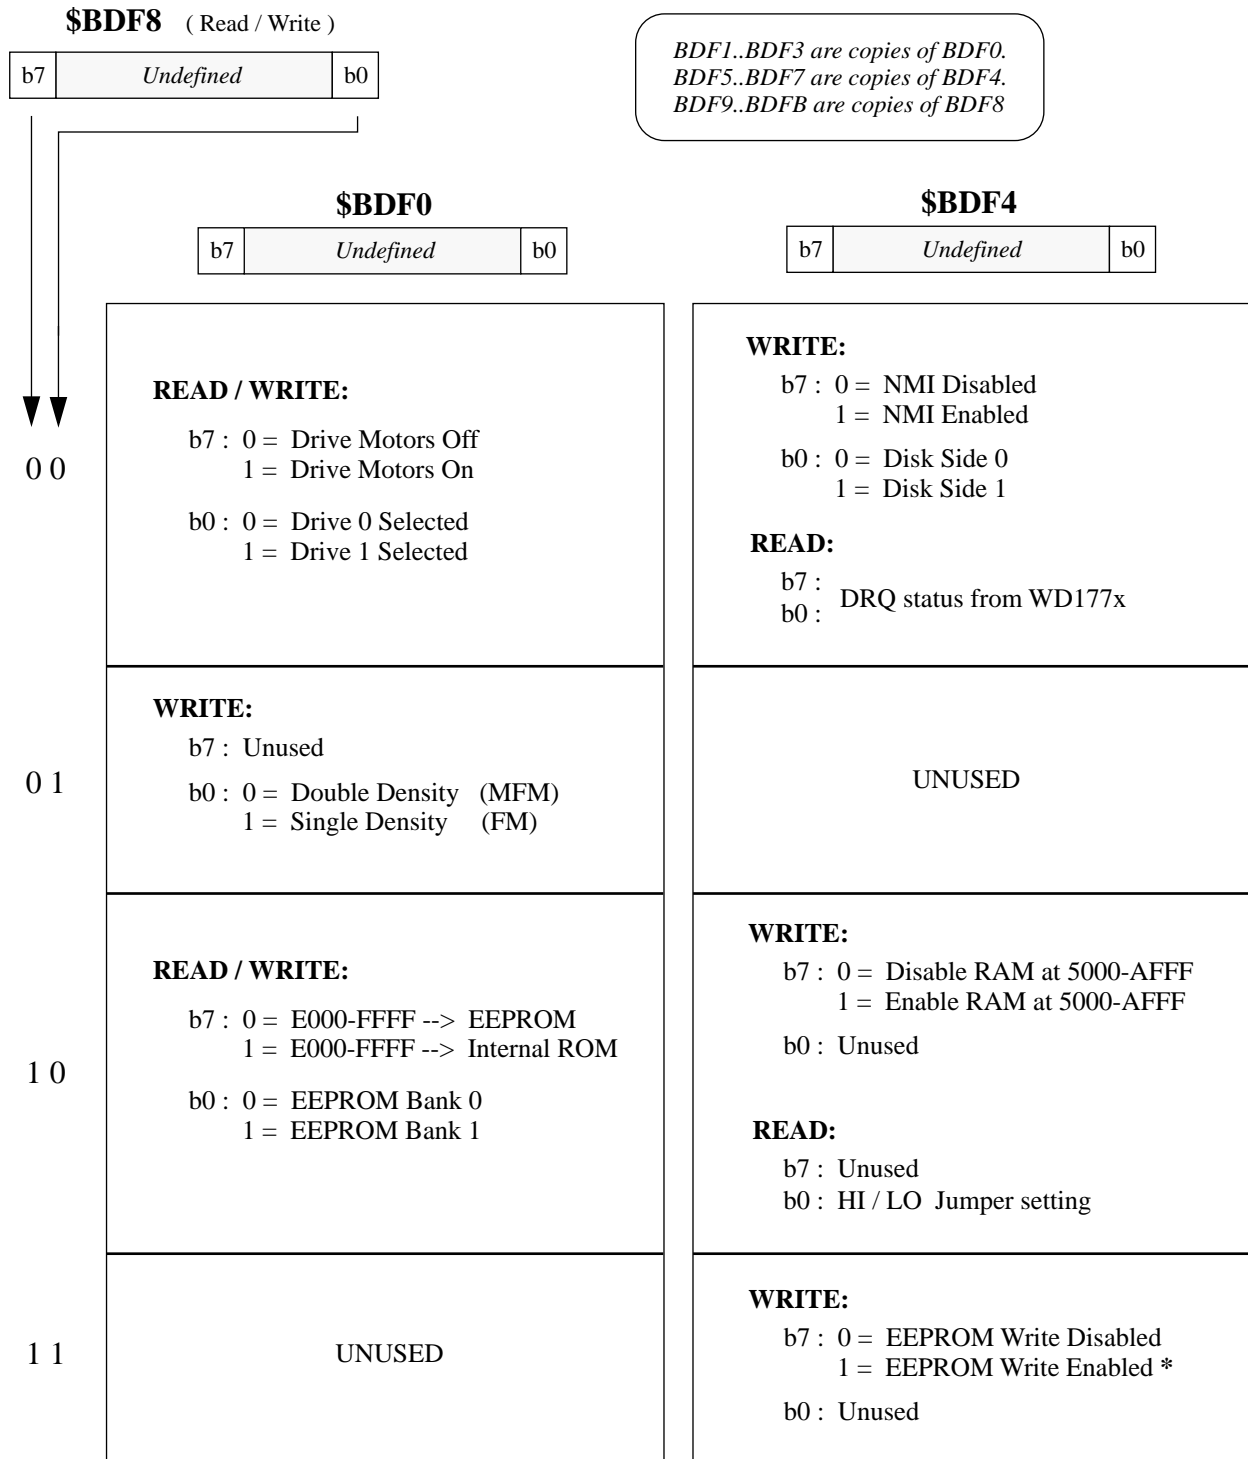 $BDF8 ( Read / Write )
b7 Undefined b0
BDF1..BDF3 are copies of BDF0.
BDF5..BDF7 are copies of BDF4.
BDF9..BDFB are copies of BDF8
$BDF0
b7 Undefined b0
$BDF4
b7 Undefined b0
0 0
READ / WRITE:
b7 : 0 = Drive Motors Off
1 = Drive Motors On
b0 : 0 = Drive 0 Selected
1 = Drive 1 Selected
WRITE:
b7 : 0 = NMI Disabled
1 = NMI Enabled
b0 : 0 = Disk Side 0
1 = Disk Side 1
READ:
b7 :
b0 :
DRQ status from WD177x
0 1
WRITE:
b7 : Unused
b0 : 0 = Double Density (MFM)
1 = Single Density (FM)
UNUSED
1 0
READ / WRITE:
b7 : 0 = E000-FFFF --> EEPROM
1 = E000-FFFF --> Internal ROM
b0 : 0 = EEPROM Bank 0
1 = EEPROM Bank 1
WRITE:
b7 : 0 = Disable RAM at 5000-AFFF
1 = Enable RAM at 5000-AFFF
b0 : Unused
READ:
b7 : Unused
b0 : HI / LO Jumper setting
1 1
UNUSED
WRITE:
b7 : 0 = EEPROM Write Disabled
1 = EEPROM Write Enabled *
b0 : Unused